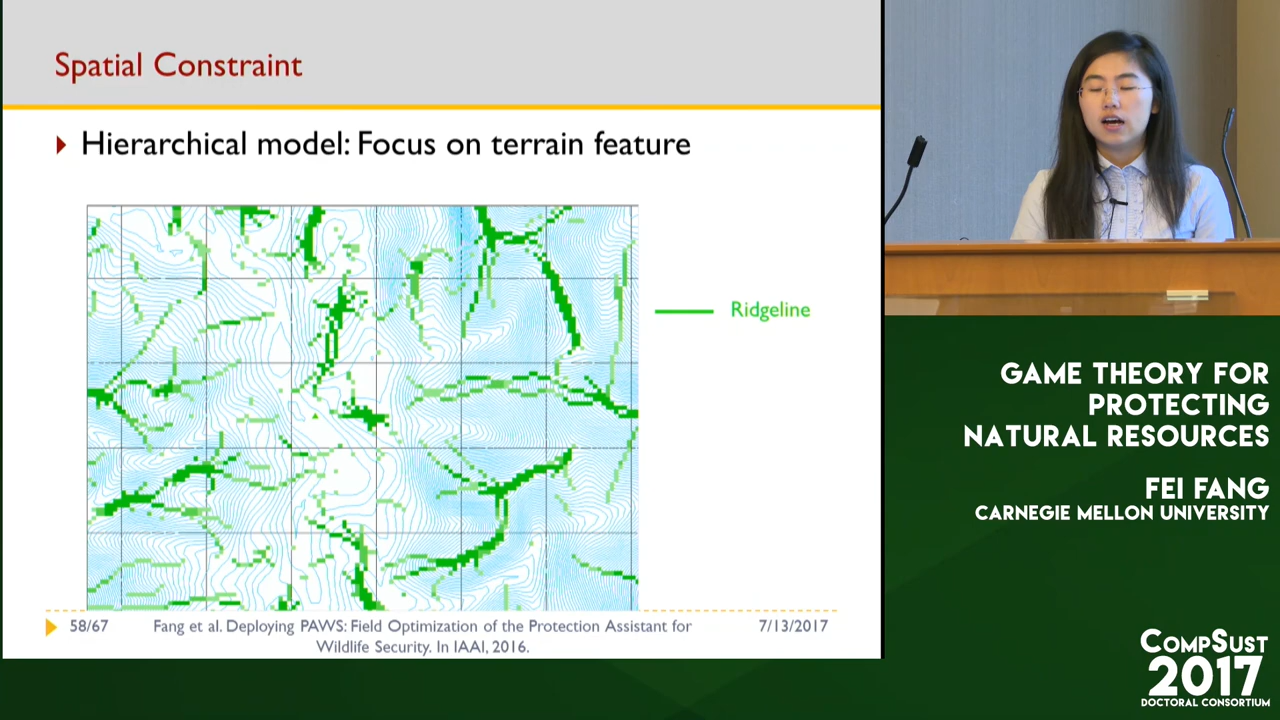 Spatial Constraint
Hierarchical model: Focus on terrain feature
Ridgeline
58/67
Fang et al. Deploying PAWS: Field Optimization of the Protection Assistant for
Wildlife Security. In IAAI, 2016.
7/13/2017
GAME THEORY FOR
PROTECTING
NATURAL RESOURCES
FEI FANG
CARNEGIE MELLON UNIVERSITY
COMPSUST
2017
DOCTORAL CONSORTIUM